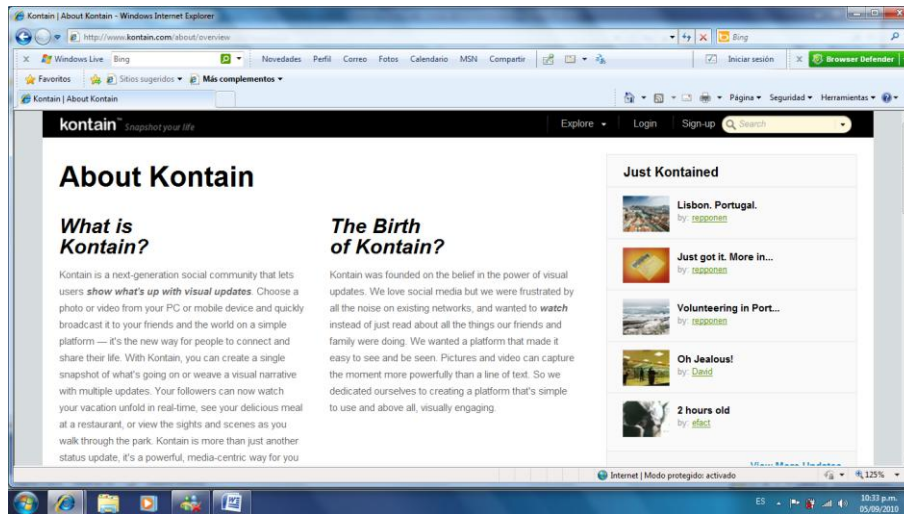 Kontain | About Kontain - Windows Internet Explorer
http://www.kontain.com/about/overview
Bing
Windows Live Bing Novedades Perfil Correo Fotos Calendario MSN Compartir Iniciar sesión Browser Defender
Favoritos Sitios sugeridos Más complementos
Kontain | About Kontain Página Seguridad Herramientas
kontain™ Snapshot your life Explore Login Sign-up Search
About Kontain
What is
Kontain?
Kontain is a next-generation social community that lets
users show what's up with visual updates. Choose a
photo or video from your PC or mobile device and quickly
broadcast it to your friends and the world on a simple
platform — it's the new way for people to connect and
share their life. With Kontain, you can create a single
snapshot of what's going on or weave a visual narrative
with multiple updates. Your followers can now watch
your vacation unfold in real-time, see your delicious meal
at a restaurant, or view the sights and scenes as you
walk through the park. Kontain is more than just another
status update, it's a powerful, media-centric way for you
The Birth
of Kontain?
Kontain was founded on the belief in the power of visual
updates. We love social media but we were frustrated by
all the noise on existing networks, and wanted to watch
instead of just read about all the things our friends and
family were doing. We wanted a platform that made it
easy to see and be seen. Pictures and video can capture
the moment more powerfully than a line of text. So we
dedicated ourselves to creating a platform that's simple
to use and above all, visually engaging.
Just Kontained
Lisbon. Portugal.
by: repponen
Just got it. More in...
by: repponen
Volunteering in Port...
by: repponen
Oh Jealous!
by: David
2 hours old
by: efact
View More Updates
Internet | Modo protegido: activado 125%
ES 10:33 p.m.
05/09/2010